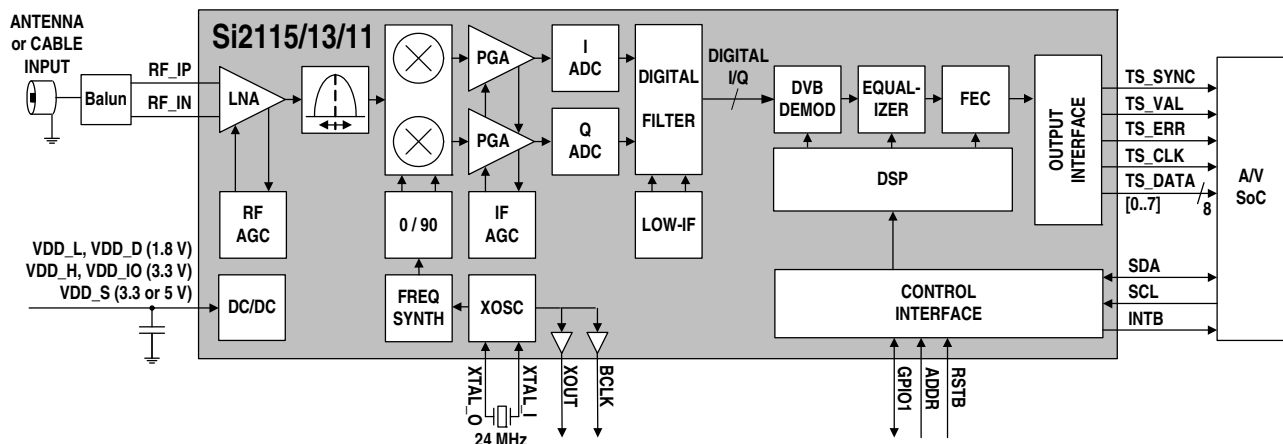 ANTENNA
or CABLE
INPUT
Si2115/13/11
RF_IP
RF_IN
Balun
LNA
PGA
PGA
I
ADC
Q
ADC
DIGITAL
FILTER
DIGITAL
I/Q
DVB
DEMOD
EQUAL-
IZER
FEC
OUTPUT
INTERFACE
TS_SYNC
TS_VAL
TS_ERR
TS_CLK
TS_DATA
[0..7]
8
A/V
SoC
DSP
RF
AGC
0 / 90
IF
AGC
LOW-IF
VDD_L, VDD_D (1.8 V)
VDD_H, VDD_IO (3.3 V)
VDD_S (3.3 or 5 V)
DC/DC
FREQ
SYNTH
XOSC
CONTROL
INTERFACE
SDA
SCL
INTB
XTAL_O
XTAL_I
24 MHz
XOUT
BCLK
GPIO1
ADDR
RSTB